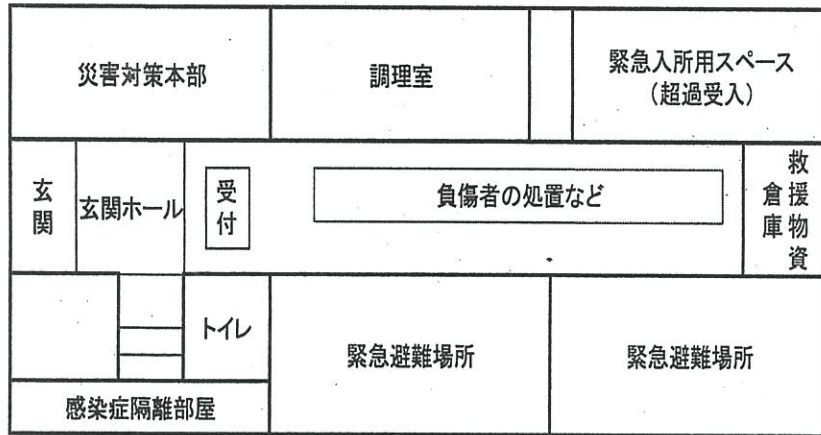 災害対策本部
調理室
緊急入所用スペース
（超過受入）
玄関
玄関ホール
受付
負傷者の処置など
救援物資
倉庫
トイレ
緊急避難場所
緊急避難場所
感染症隔離部屋